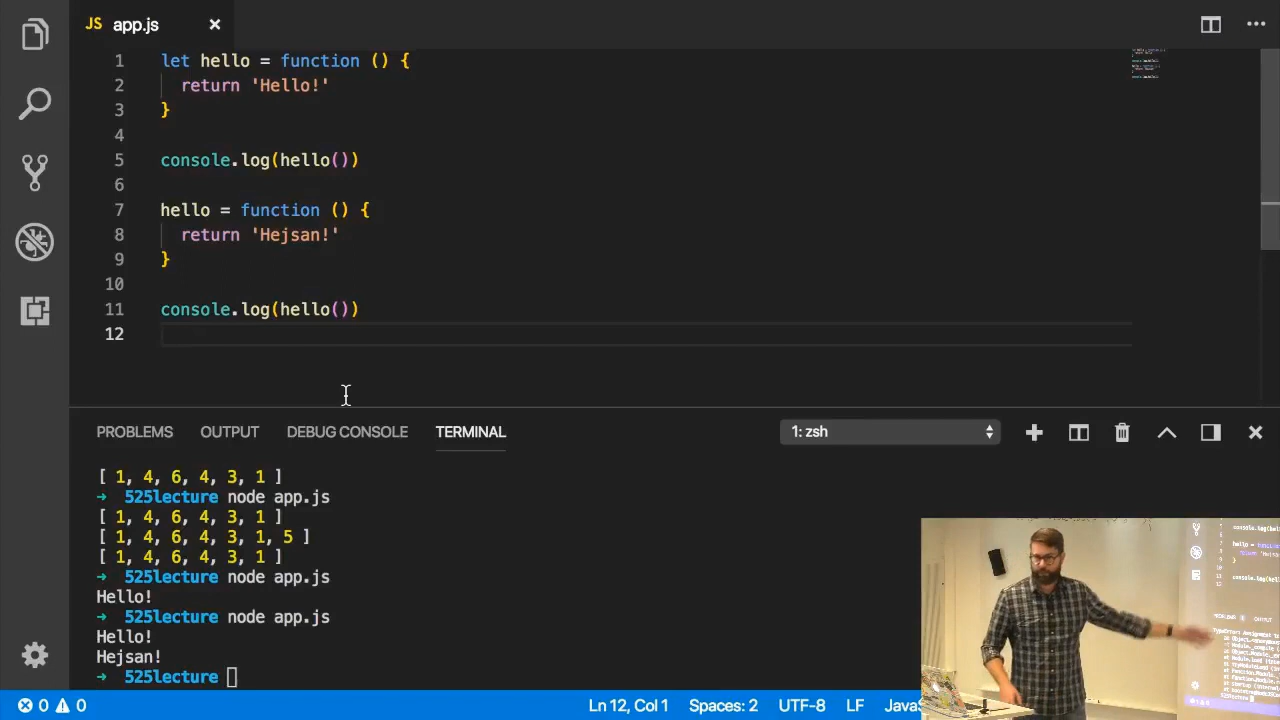 JS app.js
1 let hello = function () {
2 return 'Hello!'
3 }
4
5 console.log(hello())
6
7 hello = function () {
8 return 'Hejsan!'
9 }
10
11 console.log(hello())
12
PROBLEMS OUTPUT DEBUG CONSOLE TERMINAL 1: zsh
[ 1, 4, 6, 4, 3, 1 ]
➜ 525lecture node app.js
[ 1, 4, 6, 4, 3, 1 ]
[ 1, 4, 6, 4, 3, 1, 5 ]
[ 1, 4, 6, 4, 3, 1 ]
➜ 525lecture node app.js
Hello!
➜ 525lecture node app.js
Hello!
Hejsan!
➜ 525lecture
0 0 Ln 12, Col 1 Spaces: 2 UTF-8 LF